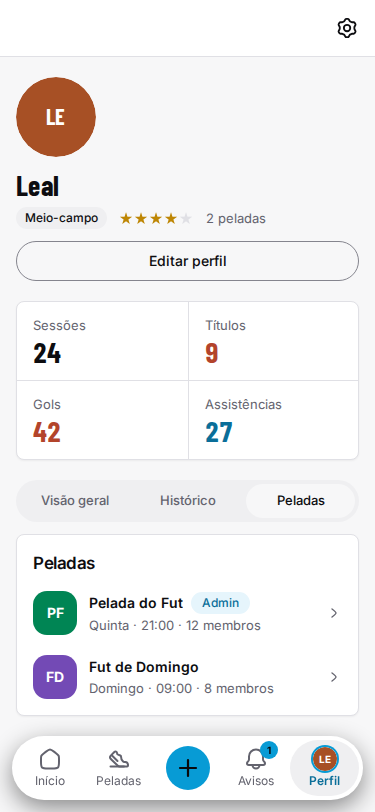 LE
Leal
Meio-campo ★★★★★ 2 peladas
Editar perfil
Sessões Títulos
24 9
Gols Assistências
42 27
Visão geral Histórico Peladas
Peladas
PF Pelada do Fut Admin
Quinta · 21:00 · 12 membros
FD Fut de Domingo
Domingo · 09:00 · 8 membros
1 LE
Início Peladas Avisos Perfil